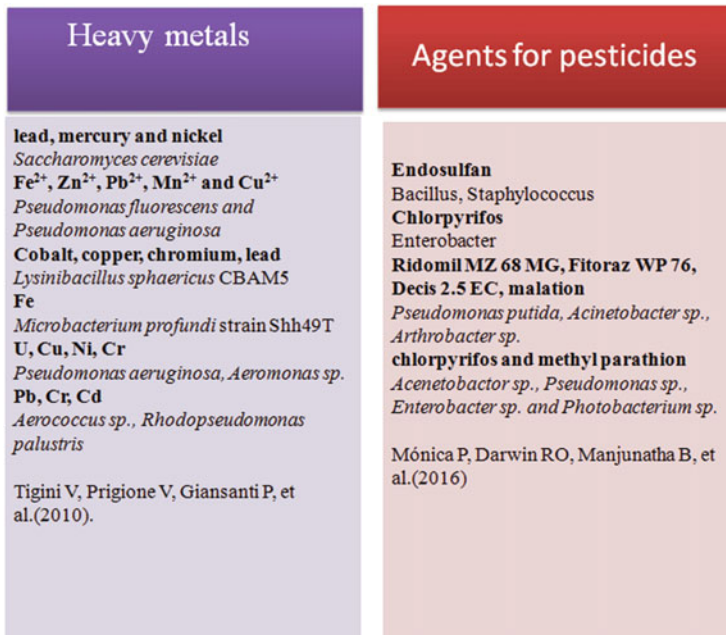 Heavy metals
lead, mercury and nickel
Saccharomyces cerevisiae
Fe²⁺, Zn²⁺, Pb²⁺, Mn²⁺ and Cu²⁺
Pseudomonas fluorescens and
Pseudomonas aeruginosa
Cobalt, copper, chromium, lead
Lysinibacillus sphaericus CBAM5
Fe
Microbacterium profundi strain Shh49T
U, Cu, Ni, Cr
Pseudomonas aeruginosa, Aeromonas sp.
Pb, Cr, Cd
Aerococcus sp., Rhodopseudomonas
palustris
Tigini V, Prigione V, Giansanti P, et
al.(2010).
Agents for pesticides
Endosulfan
Bacillus, Staphylococcus
Chlorpyrifos
Enterobacter
Ridomil MZ 68 MG, Fitoraz WP 76,
Decis 2.5 EC, malation
Pseudomonas putida, Acinetobacter sp.,
Arthrobacter sp.
chlorpyrifos and methyl parathion
Acenetobactor sp., Pseudomonas sp.,
Enterobacter sp. and Photobacterium sp.
Mónica P, Darwin RO, Manjunatha B, et
al.(2016)